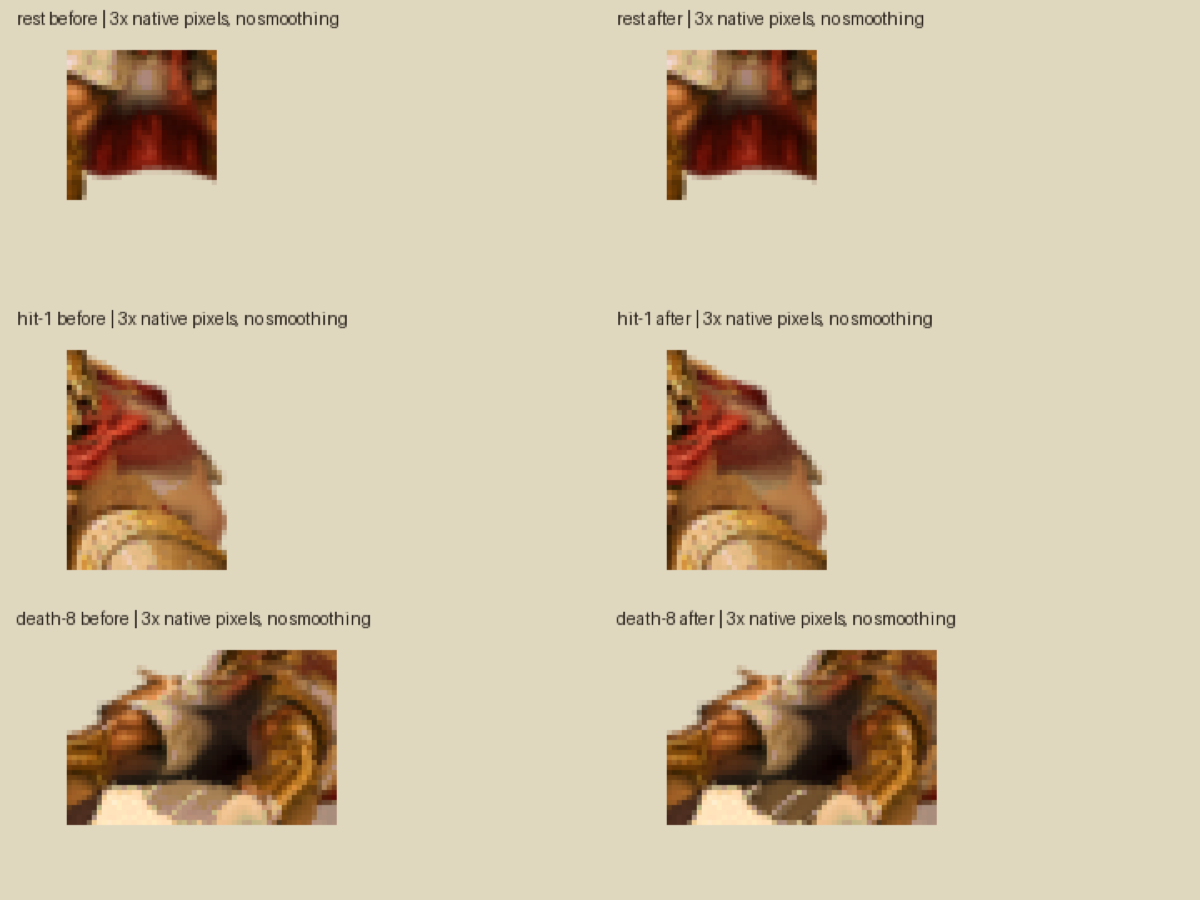 rest before | 3x native pixels, no smoothing
rest after | 3x native pixels, no smoothing
hit-1 before | 3x native pixels, no smoothing
hit-1 after | 3x native pixels, no smoothing
death-8 before | 3x native pixels, no smoothing
death-8 after | 3x native pixels, no smoothing